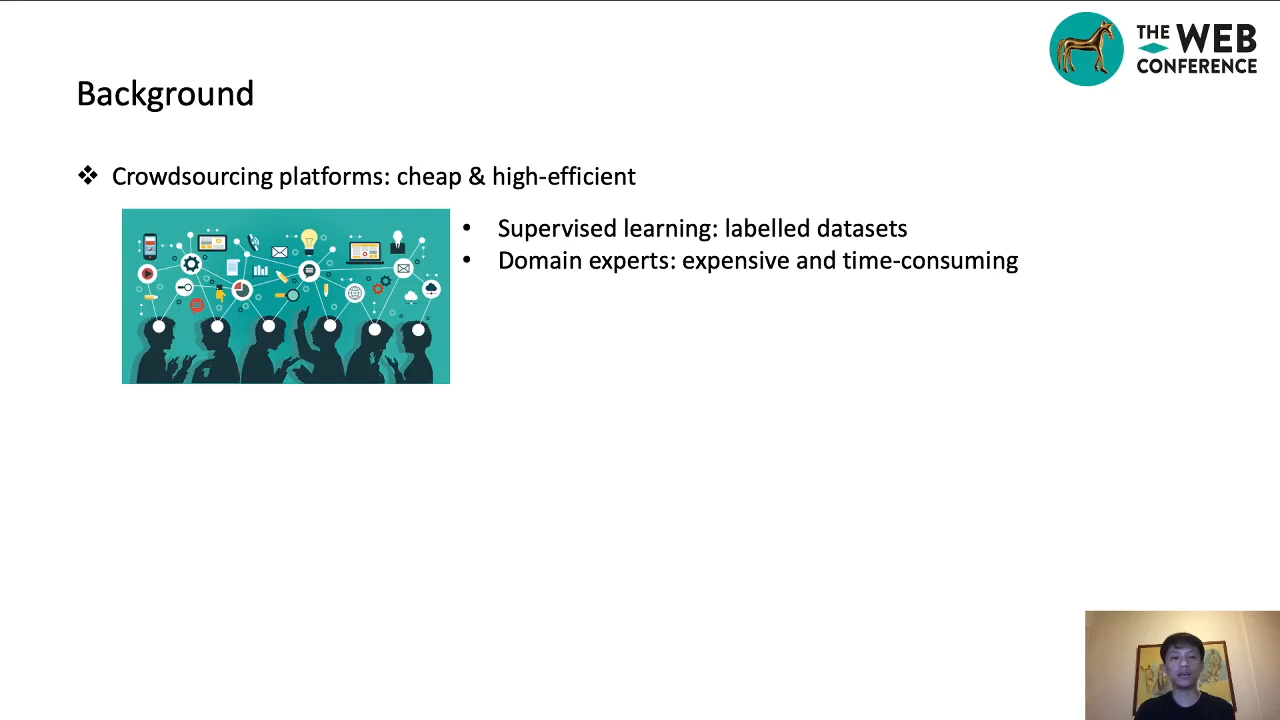 THE WEB
CONFERENCE
Background
❖ Crowdsourcing platforms: cheap & high-efficient
• Supervised learning: labelled datasets
• Domain experts: expensive and time-consuming